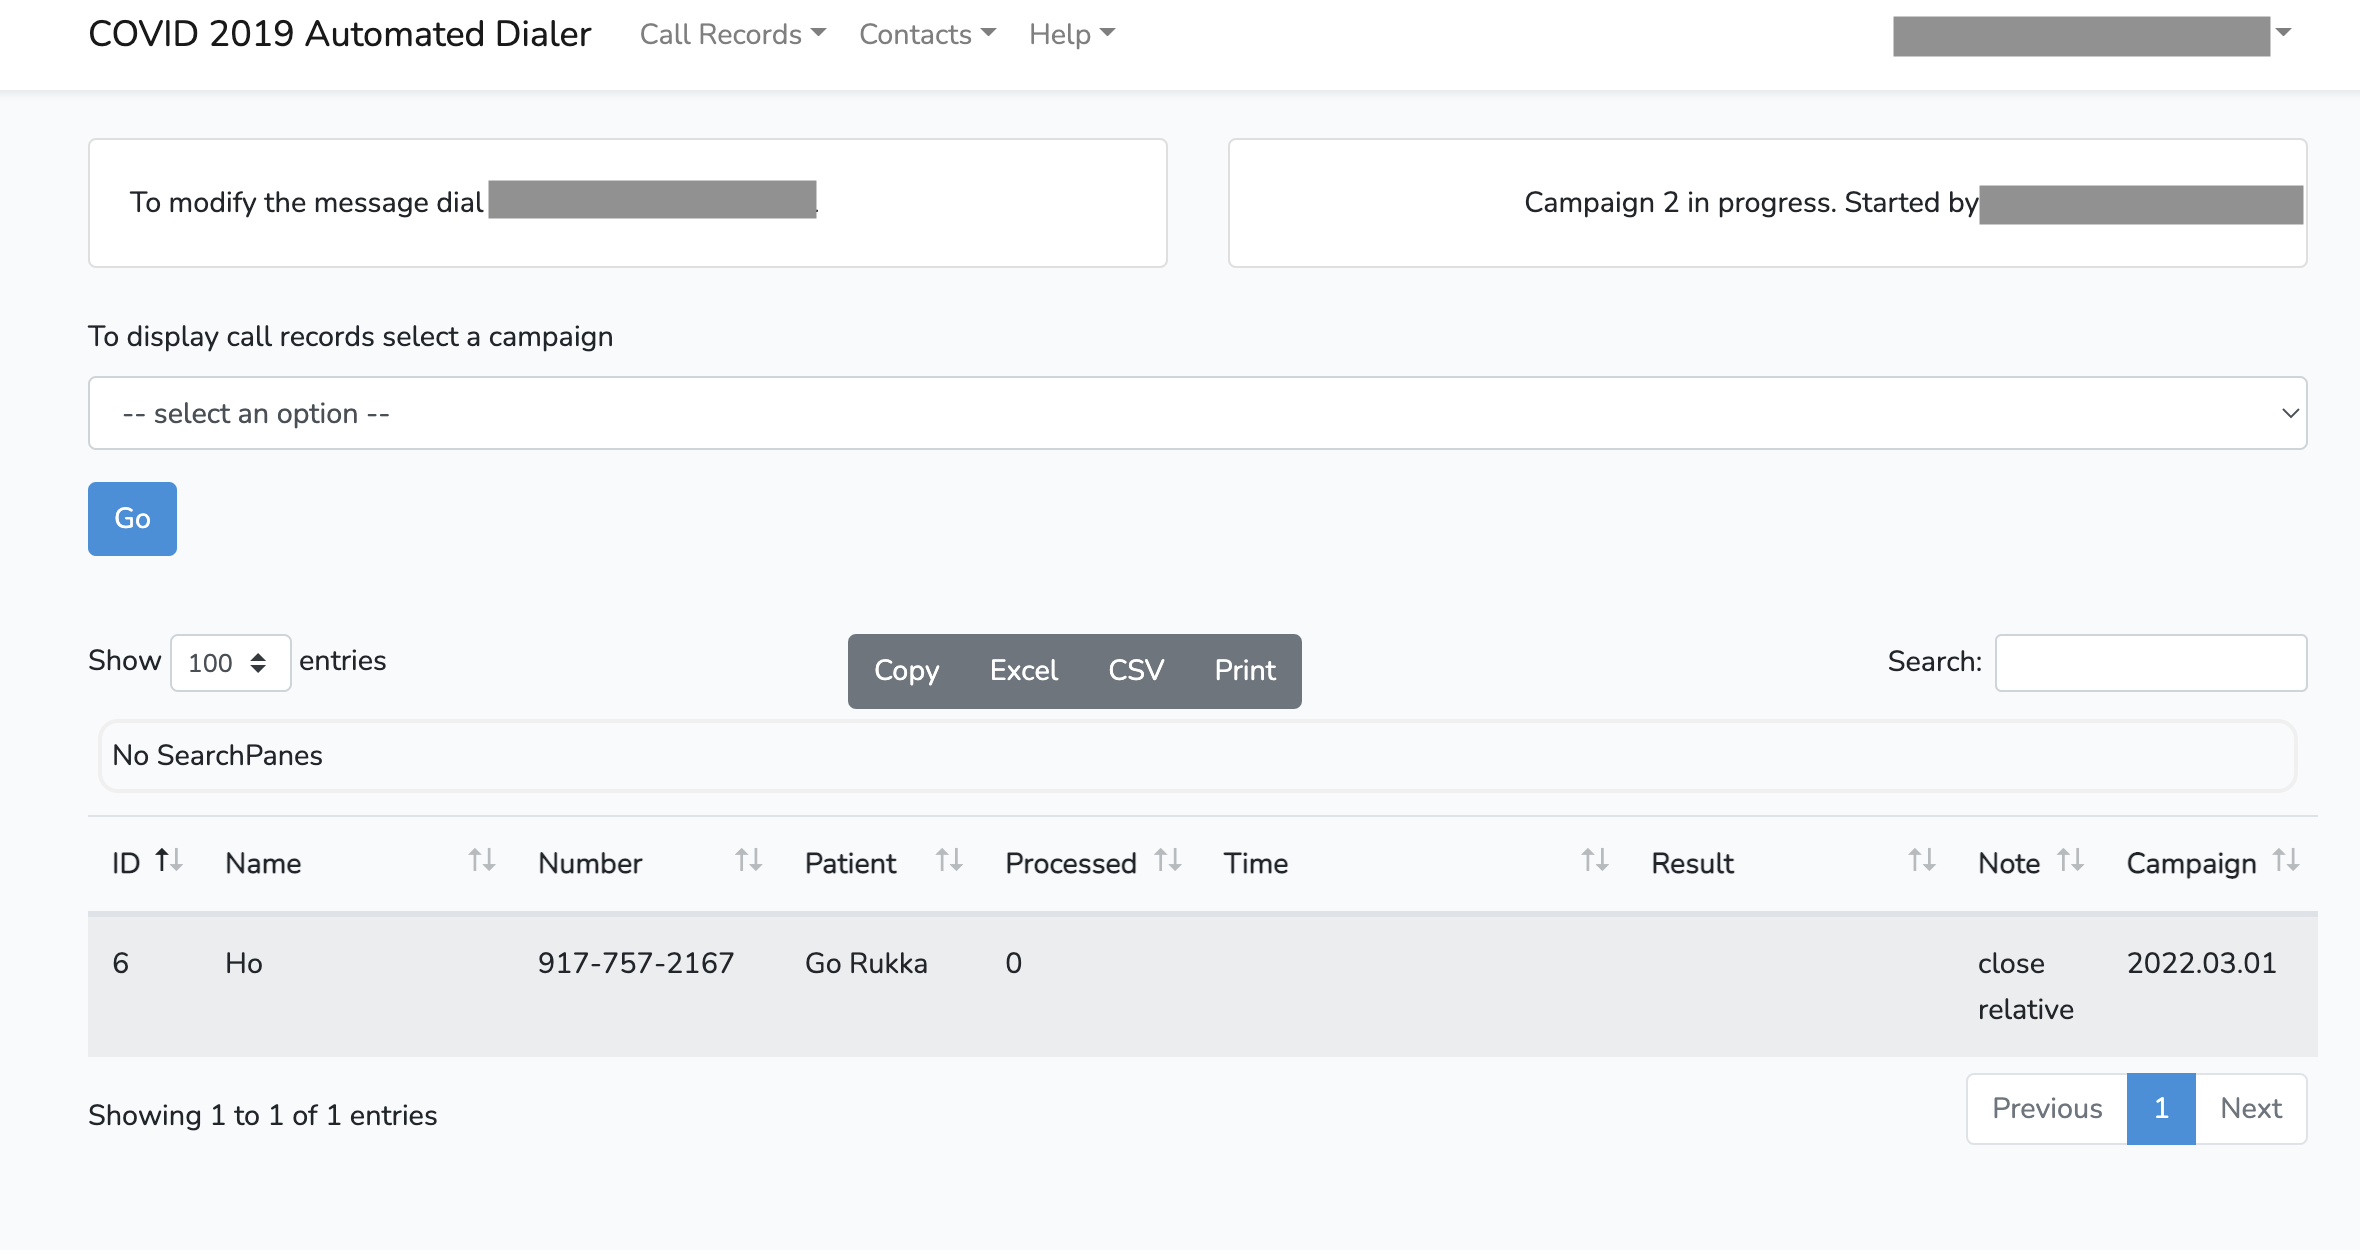 COVID 2019 Automated Dialer Call Records Contacts Help
To modify the message dial
Campaign 2 in progress. Started by
To display call records select a campaign
-- select an option --
Go
Show 100 entries Copy Excel CSV Print Search:
No SearchPanes
ID Name Number Patient Processed Time Result Note Campaign
6 Ho 917-757-2167 Go Rukka 0 close 2022.03.01
relative
Showing 1 to 1 of 1 entries
Previous 1 Next